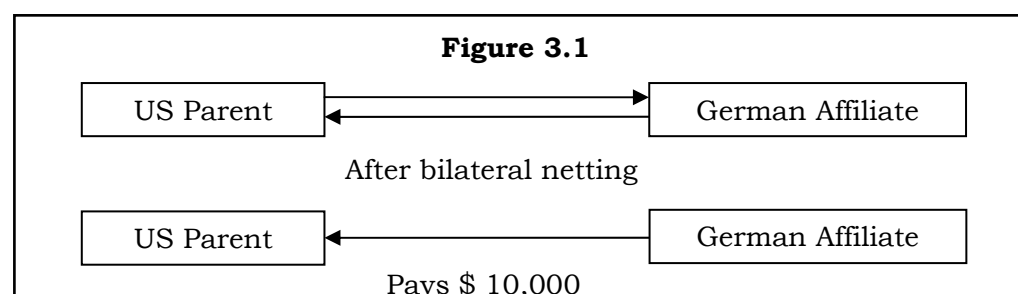 Figure 3.1
US Parent German Affiliate
After bilateral netting
US Parent German Affiliate
Pays $ 10,000